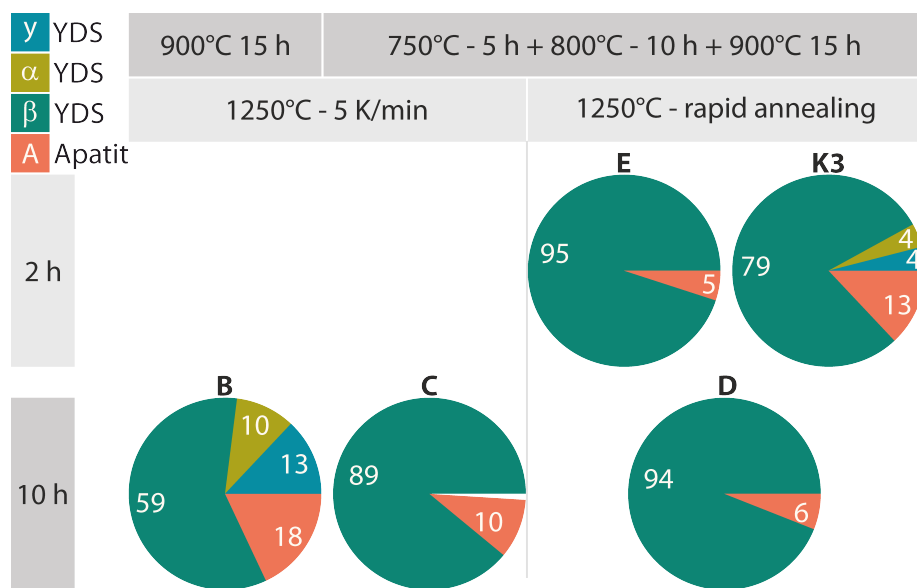 y YDS
α YDS
β YDS
A Apatit
900°C 15 h
750°C - 5 h + 800°C - 10 h + 900°C 15 h
1250°C - 5 K/min
1250°C - rapid annealing
2 h
E
95
5
K3
79
4
4
13
10 h
B
59
10
13
18
C
89
10
D
94
6